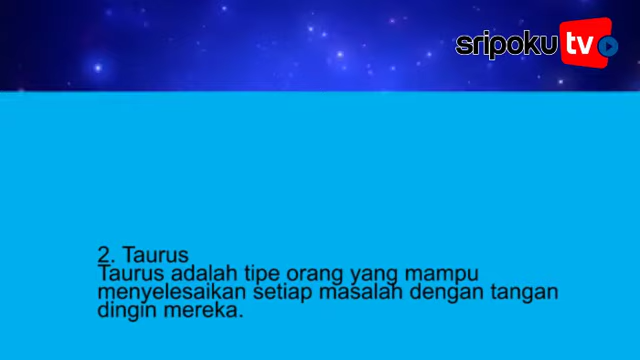 sripoku tv
2. Taurus
Taurus adalah tipe orang yang mampu
menyelesaikan setiap masalah dengan tangan
dingin mereka.